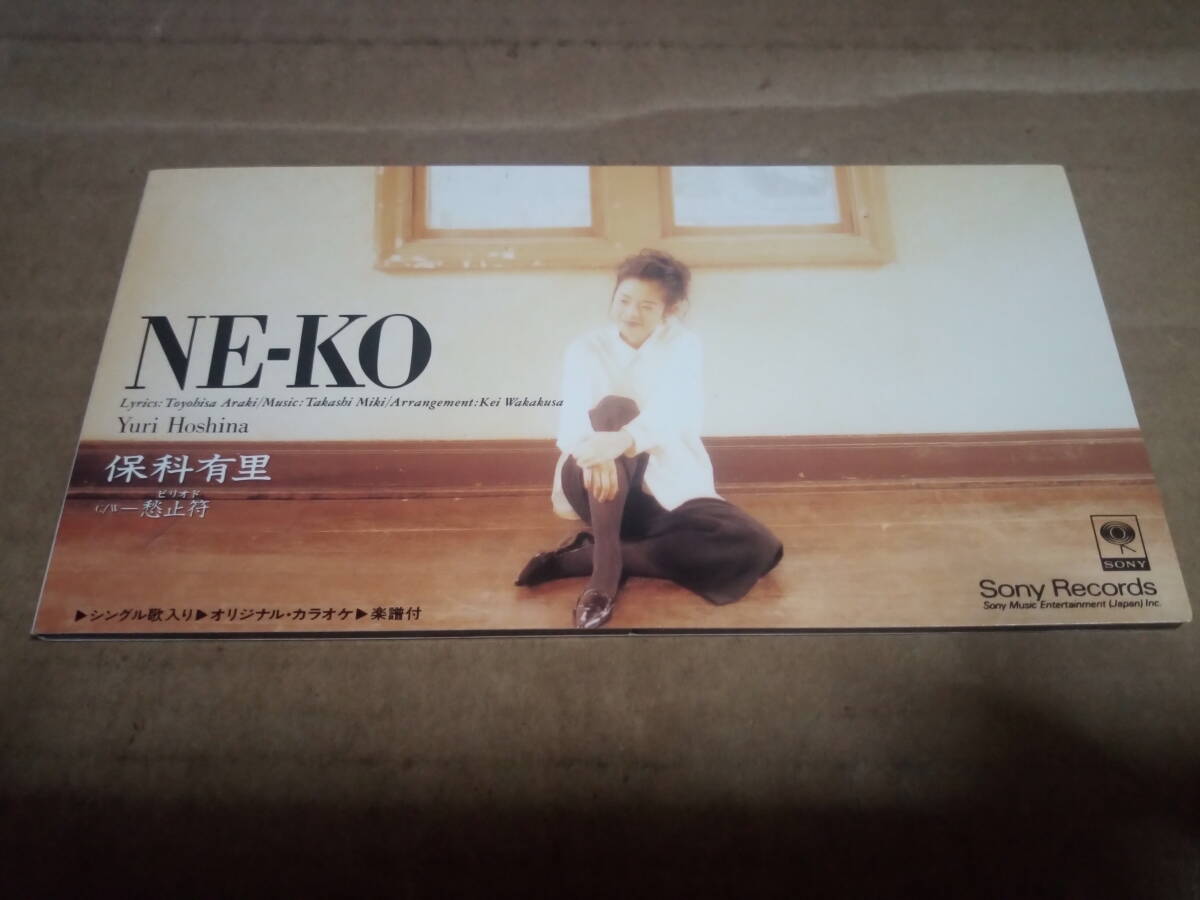 NE-KO
Lyrics: Toyohisa Araki/Music: Takashi Miki/Arrangement: Kei Wakakusa
Yuri Hoshina
保科有里
ピリオド
C/W—愁止符
▶シングル歌入り▶オリジナル・カラオケ▶楽譜付
SONY
Sony Records
Sony Music Entertainment (Japan) Inc.